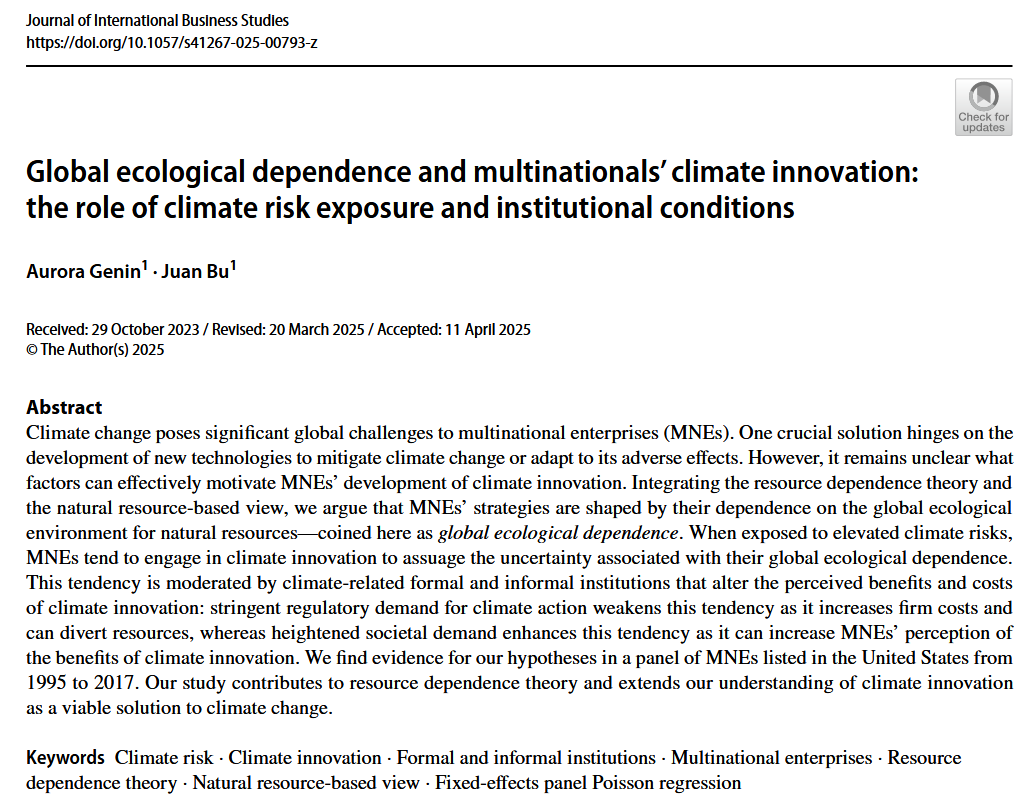 Journal of International Business Studies
https://doi.org/10.1057/s41267-025-00793-z
Check for
updates
Global ecological dependence and multinationals’ climate innovation:
the role of climate risk exposure and institutional conditions
Aurora Genin1 · Juan Bu1
Received: 29 October 2023 / Revised: 20 March 2025 / Accepted: 11 April 2025
© The Author(s) 2025
Abstract
Climate change poses significant global challenges to multinational enterprises (MNEs). One crucial solution hinges on the
development of new technologies to mitigate climate change or adapt to its adverse effects. However, it remains unclear what
factors can effectively motivate MNEs’ development of climate innovation. Integrating the resource dependence theory and
the natural resource-based view, we argue that MNEs’ strategies are shaped by their dependence on the global ecological
environment for natural resources—coined here as global ecological dependence. When exposed to elevated climate risks,
MNEs tend to engage in climate innovation to assuage the uncertainty associated with their global ecological dependence.
This tendency is moderated by climate-related formal and informal institutions that alter the perceived benefits and costs
of climate innovation: stringent regulatory demand for climate action weakens this tendency as it increases firm costs and
can divert resources, whereas heightened societal demand enhances this tendency as it can increase MNEs’ perception of
the benefits of climate innovation. We find evidence for our hypotheses in a panel of MNEs listed in the United States from
1995 to 2017. Our study contributes to resource dependence theory and extends our understanding of climate innovation
as a viable solution to climate change.
Keywords Climate risk · Climate innovation · Formal and informal institutions · Multinational enterprises · Resource
dependence theory · Natural resource-based view · Fixed-effects panel Poisson regression